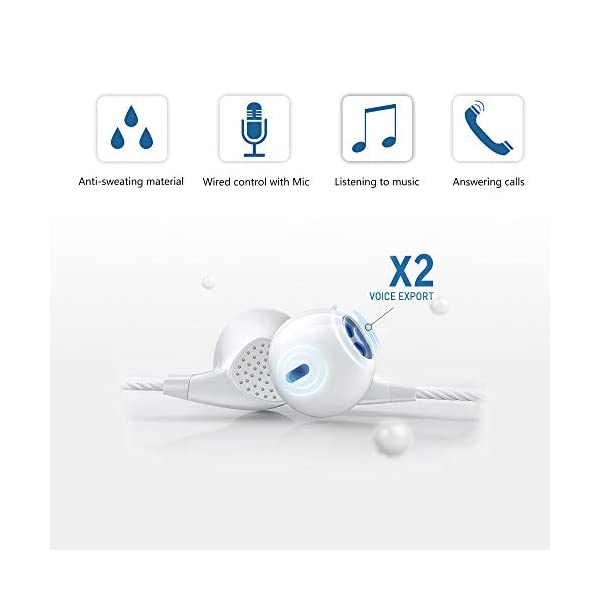 Anti-sweating material
Wired control with Mic
Listening to music
Answering calls
X2
VOICE EXPORT